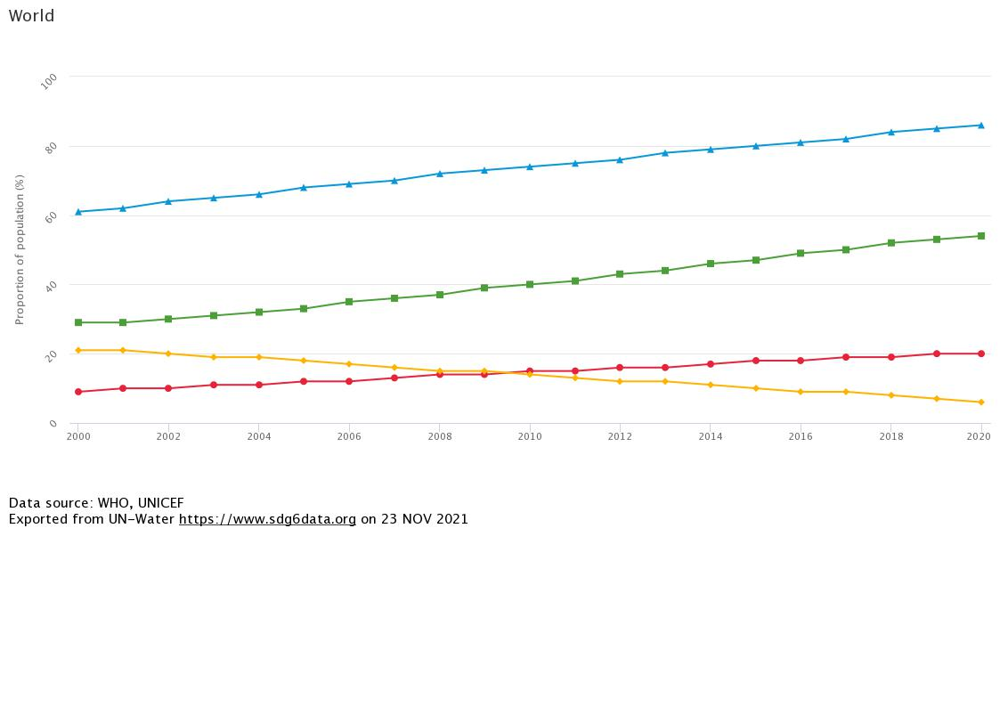 World
Proportion of population (%)
100
80
60
40
20
0
2000 2002 2004 2006 2008 2010 2012 2014 2016 2018 2020
Data source: WHO, UNICEF
Exported from UN-Water https://www.sdg6data.org on 23 NOV 2021